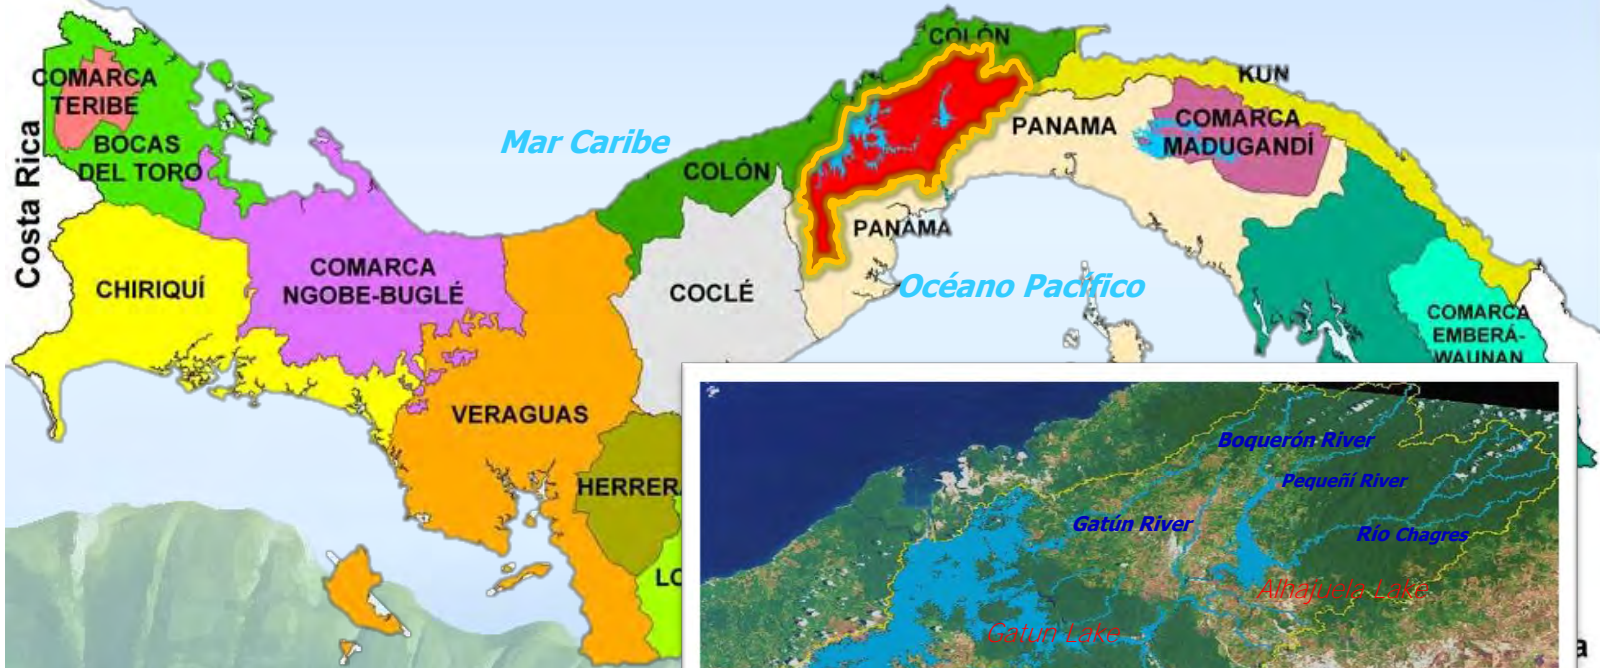 COLÓN
COMARCA
TERIBE
KUN
PANAMA
COMARCA
MADUGANDÍ
BOCAS
DEL TORO
Mar Caribe
COLÓN
Costa Rica
PANAMA
COMARCA
NGOBE-BUGLÉ
CHIRIQUÍ
COCLÉ
Océano Pacífico
COMARCA
EMBERÁ-
WAUNAN
VERAGUAS
HERRER
LO
Boquerón River
Pequeñí River
Gatún River
Río Chagres
Alhajuela Lake
Gatun Lake
a